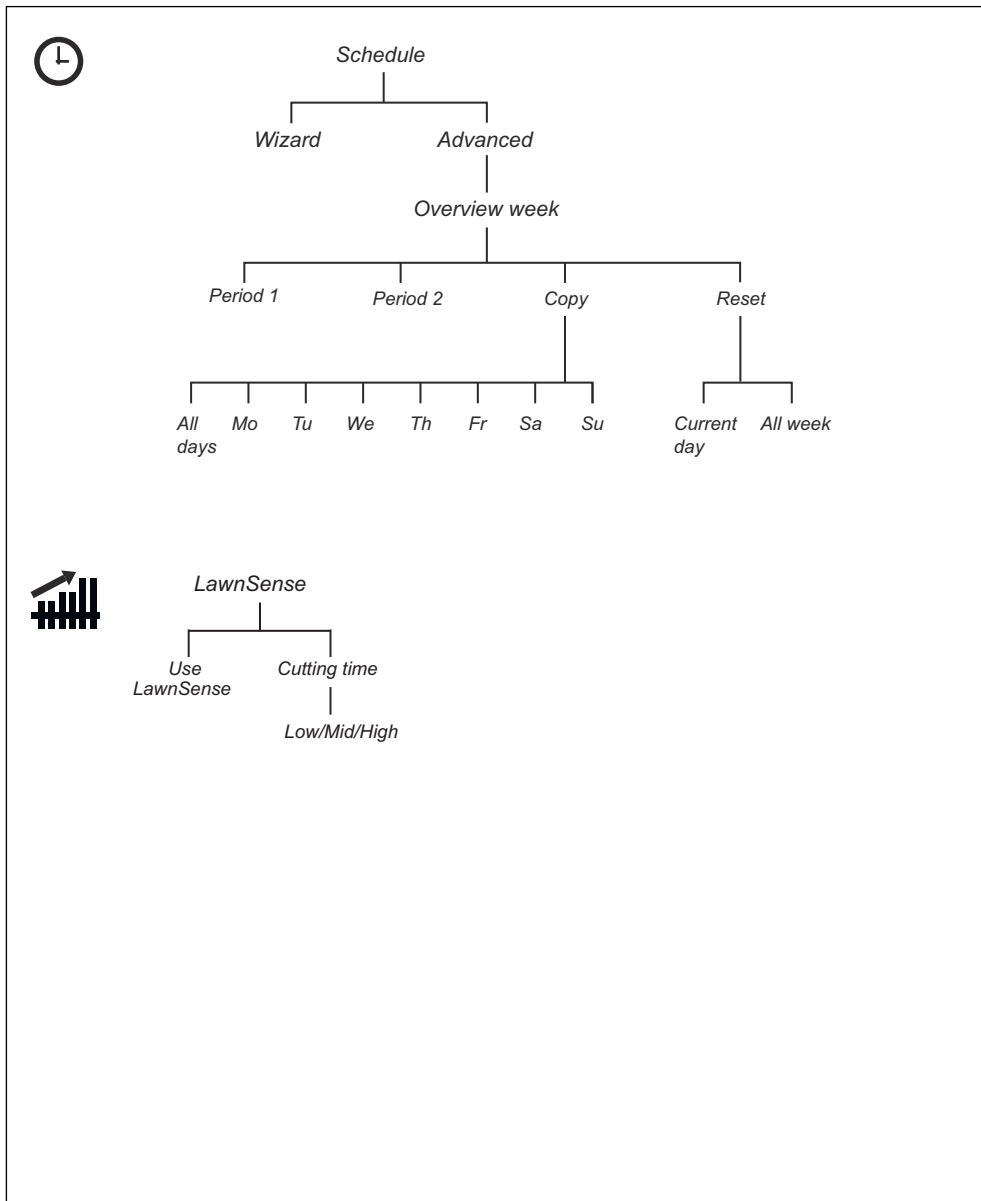 Schedule
Wizard
Advanced
Overview week
Period 1
Period 2
Copy
Reset
All
days
Mo
Tu
We
Th
Fr
Sa
Su
Current
day
All week
LawnSense
Use
LawnSense
Cutting time
Low/Mid/High